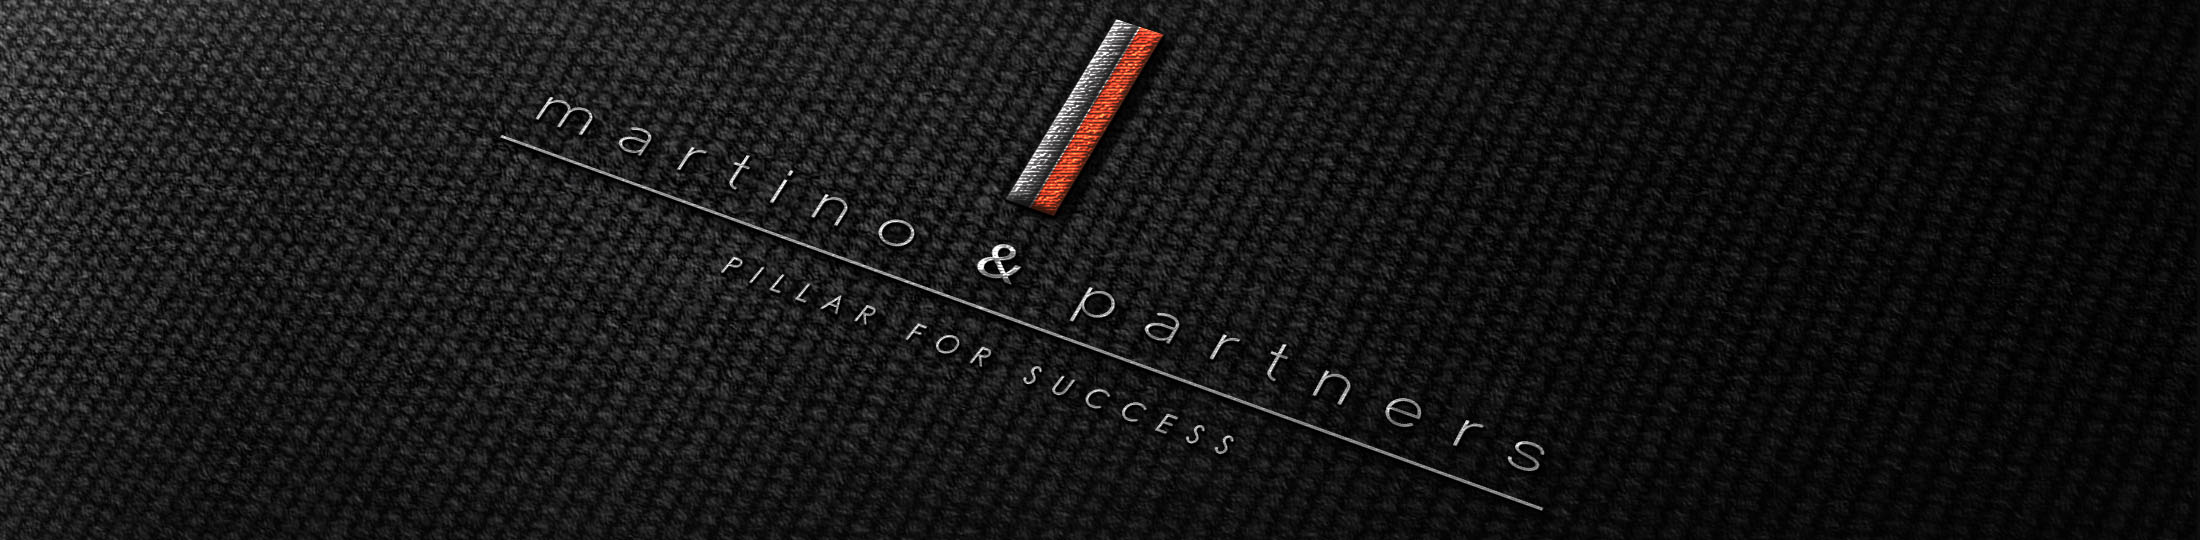 martino & partners
PILLAR FOR SUCCESS